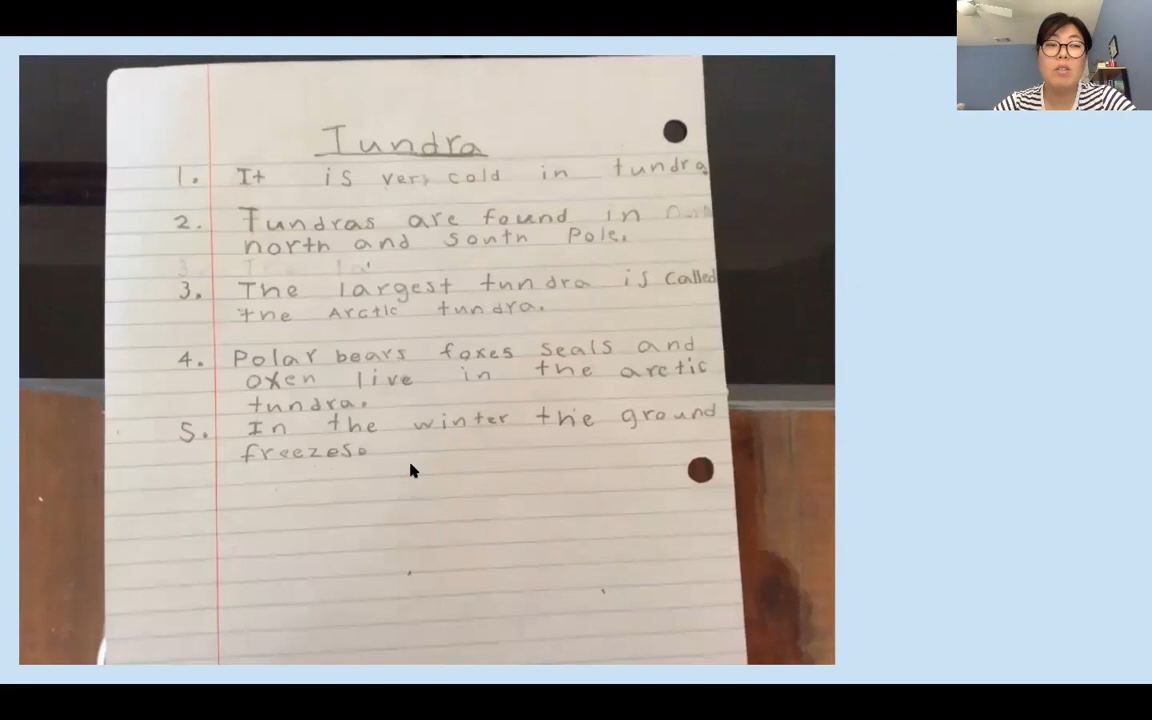 Tundra
1. It is very cold in tundra.
2. Tundras are found in
north and south Pole.
3. The largest tundra is called
the Arctic tundra.
4. Polar bears foxes seals and
oxen live in the arctic
tundra.
5. In the winter the ground
freezes.